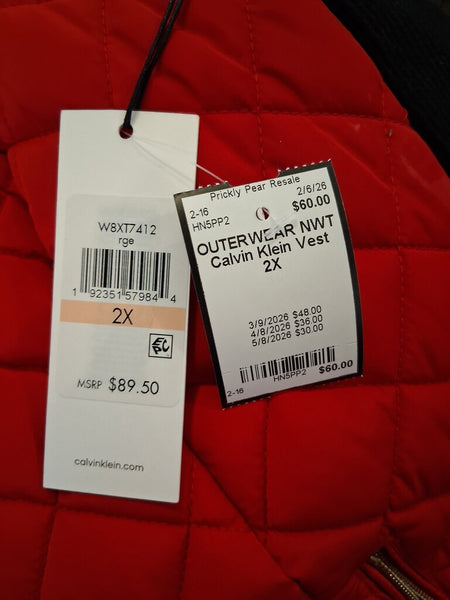 W8XT7412
rge
1 92351 57984 4
2X
MSRP $89.50
calvinklein.com
Prickly Pear Resale
2-16 2/6/26
HN5PP2 $60.00
OUTERWEAR NWT
Calvin Klein Vest
2X
3/9/2026 $48.00
4/8/2026 $36.00
5/8/2026 $30.00
HN5PP2
2-16 $60.00